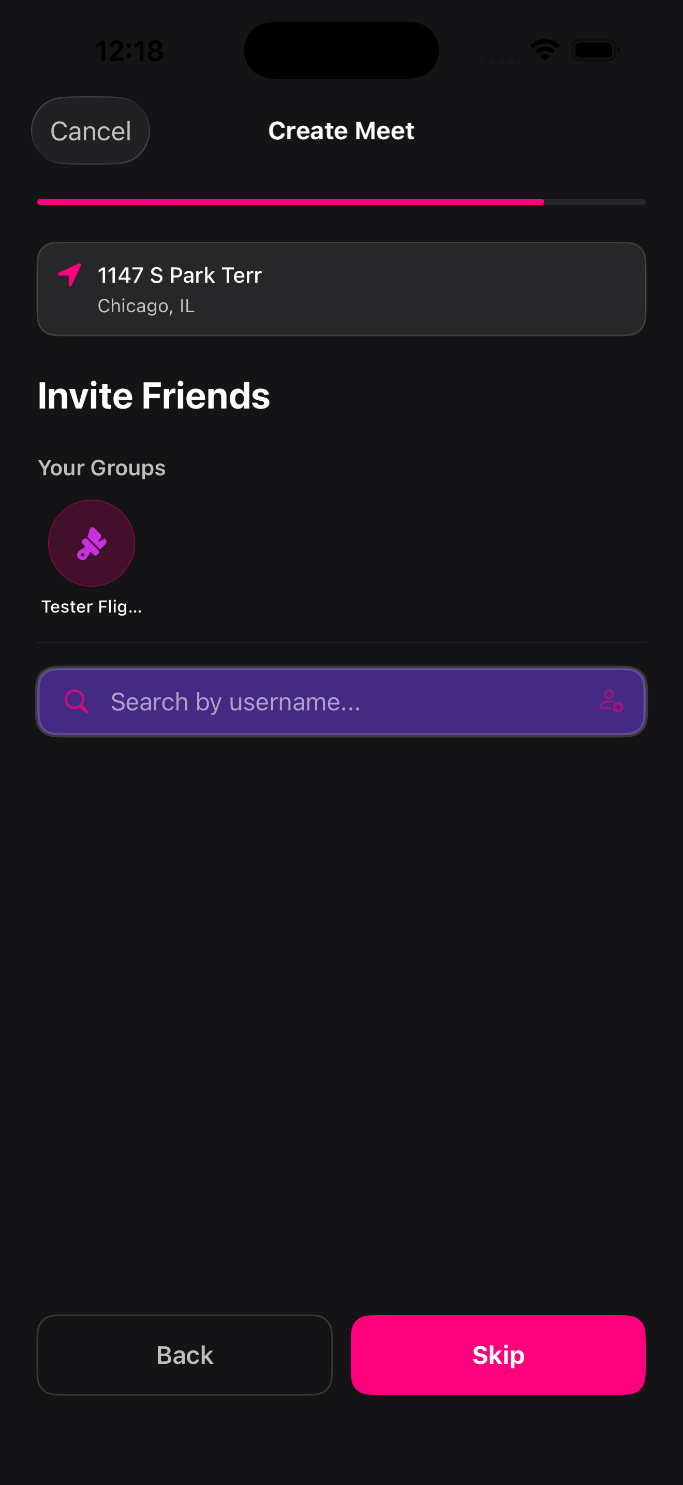 12:18
Cancel
Create Meet
1147 S Park Terr
Chicago, IL
Invite Friends
Your Groups
Tester Flig...
Search by username...
Back
Skip